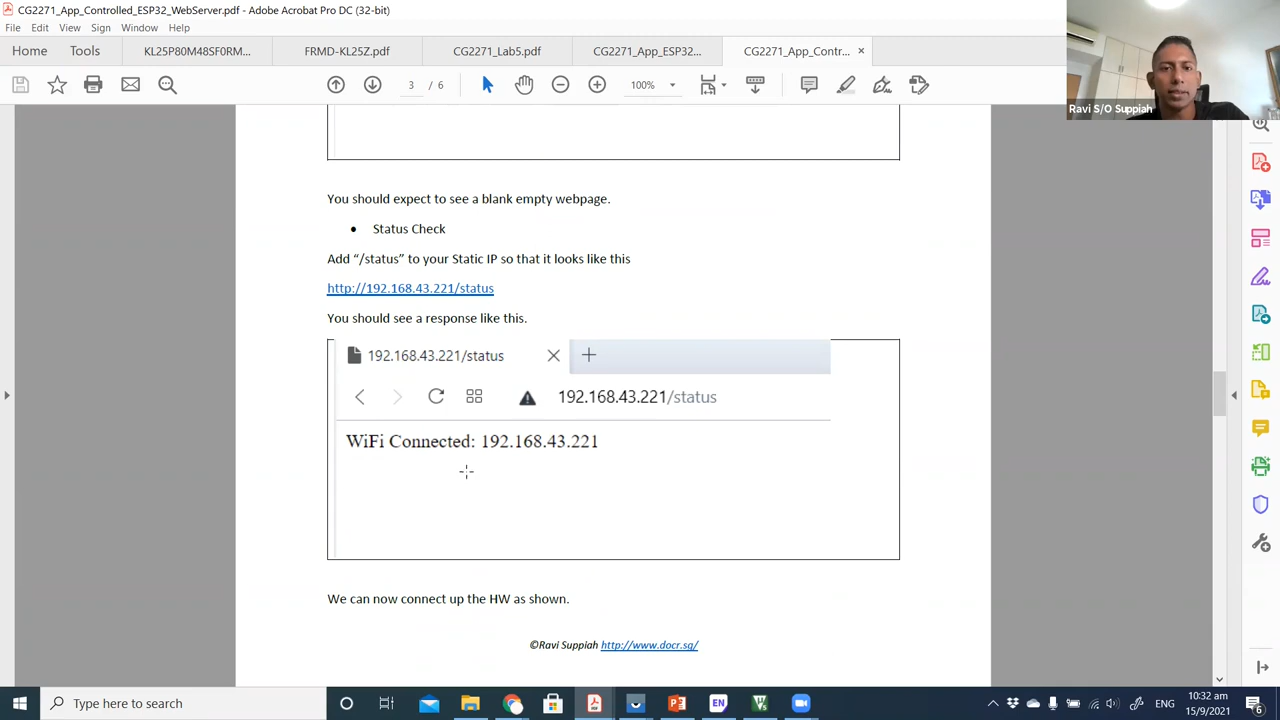 CG2271_App_Controlled_ESP32_WebServer.pdf - Adobe Acrobat Pro DC (32-bit)
File Edit View Sign Window Help
Home Tools KL25P80M48SF0RM... FRMD-KL25Z.pdf CG2271_Lab5.pdf CG2271_App_ESP32... CG2271_App_Contr...
3 / 6 100%
Ravi S/O Suppiah
You should expect to see a blank empty webpage.
• Status Check
Add “/status” to your Static IP so that it looks like this
http://192.168.43.221/status
You should see a response like this.
192.168.43.221/status
192.168.43.221/status
WiFi Connected: 192.168.43.221
We can now connect up the HW as shown.
©Ravi Suppiah http://www.docr.sg/
Type here to search
EN
10:32 am
15/9/2021
6